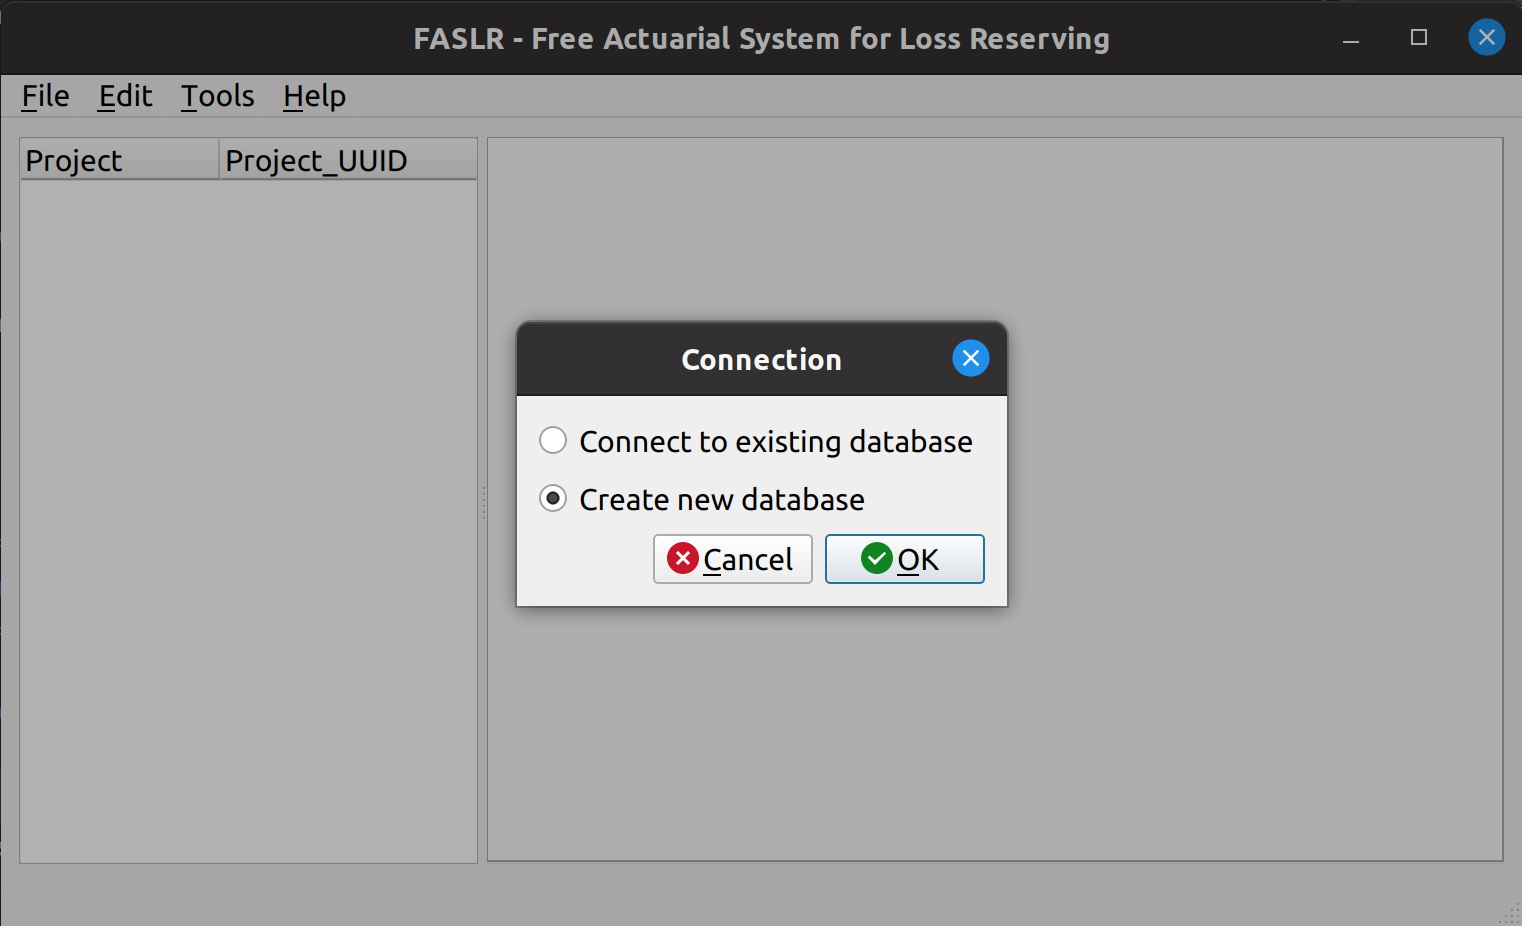 FASLR - Free Actuarial System for Loss Reserving
File Edit Tools Help
Project Project_UUID
Connection
Connect to existing database
Create new database
Cancel OK